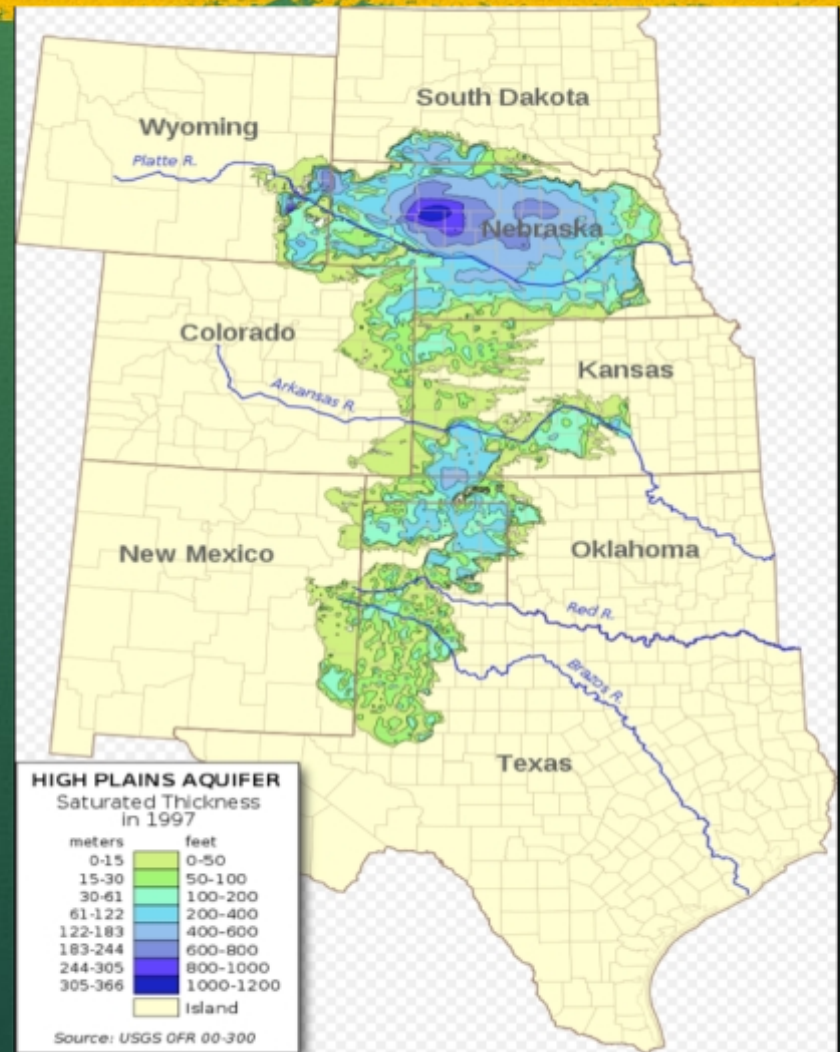 South Dakota
Wyoming
Platte R.
Nebraska
Colorado
Kansas
Arkansas R.
New Mexico
Oklahoma
Red R.
Brazos R.
Texas
HIGH PLAINS AQUIFER
Saturated Thickness
in 1997
meters feet
0-15 0-50
15-30 50-100
30-61 100-200
61-122 200-400
122-183 400-600
183-244 600-800
244-305 800-1000
305-366 1000-1200
Island
Source: USGS OFR 00-300